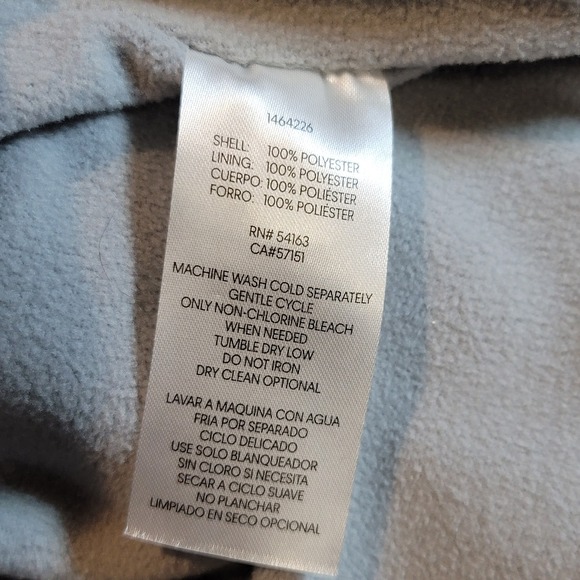 1464226
SHELL: 100% POLYESTER
LINING: 100% POLYESTER
CUERPO: 100% POLIÉSTER
FORRO: 100% POLIÉSTER
RN# 54163
CA#57151
MACHINE WASH COLD SEPARATELY
GENTLE CYCLE
ONLY NON-CHLORINE BLEACH
WHEN NEEDED
TUMBLE DRY LOW
DO NOT IRON
DRY CLEAN OPTIONAL
LAVAR A MAQUINA CON AGUA
FRIA POR SEPARADO
CICLO DELICADO
USE SOLO BLANQUEADOR
SIN CLORO SI NECESITA
SECAR A CICLO SUAVE
NO PLANCHAR
LIMPIADO EN SECO OPCIONAL